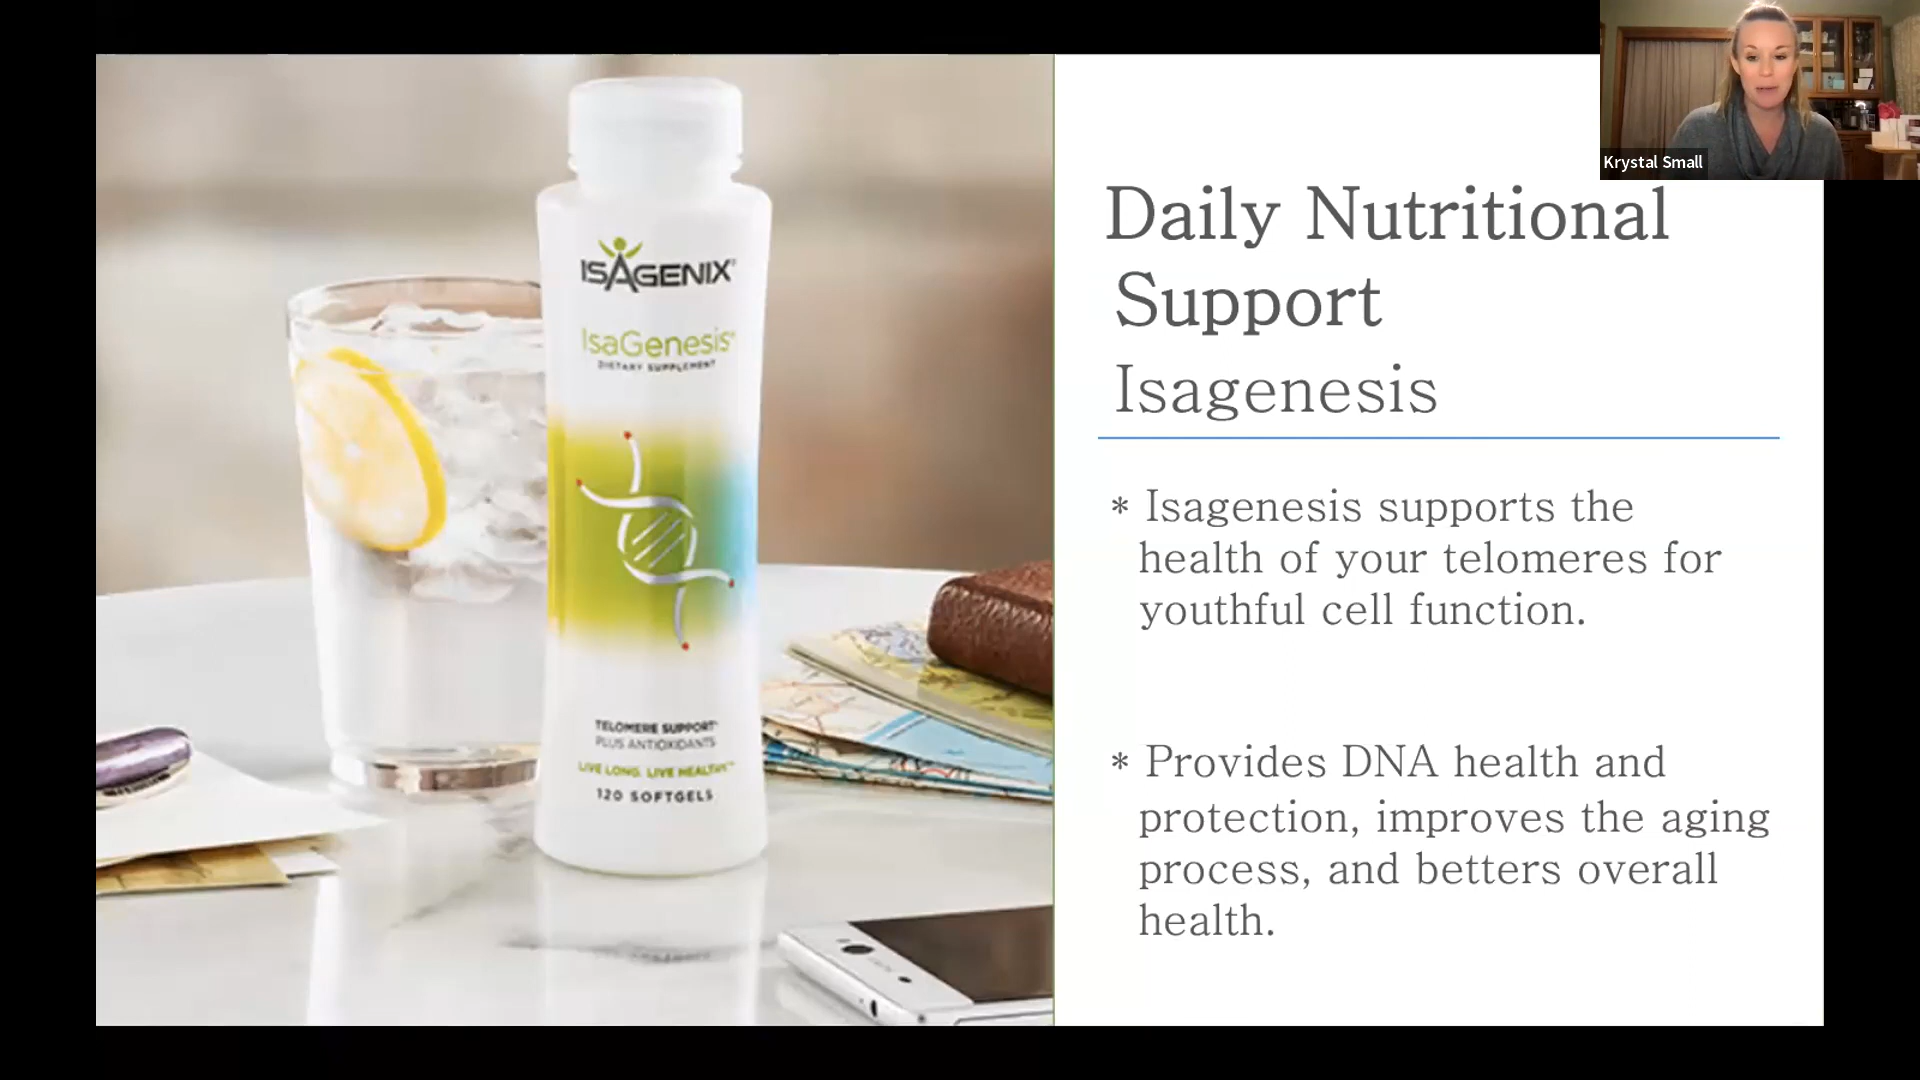 Krystal Small
ISAGENIX®
IsaGenesis®
DIETARY SUPPLEMENT
TELOMERE SUPPORT
PLUS ANTIOXIDANTS
LIVE LONG. LIVE HEALTHY.™
120 SOFTGELS
Daily Nutritional
Support
Isagenesis
* Isagenesis supports the
health of your telomeres for
youthful cell function.
* Provides DNA health and
protection, improves the aging
process, and betters overall
health.